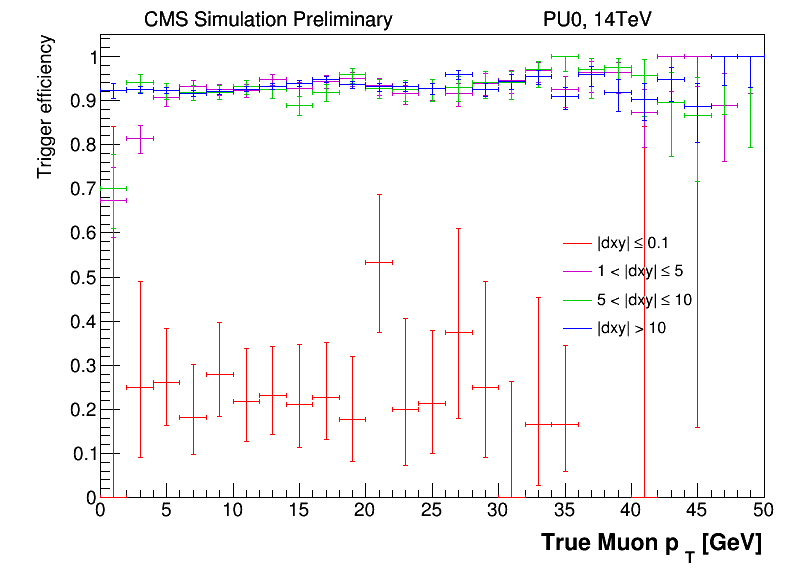 CMS Simulation Preliminary PU0, 14TeV
Trigger efficiency
1
0.9
0.8
0.7
0.6
0.5
0.4
0.3
0.2
0.1
0
|dxy| ≤ 0.1
1 < |dxy| ≤ 5
5 < |dxy| ≤ 10
|dxy| > 10
0 5 10 15 20 25 30 35 40 45 50
True Muon p T [GeV]